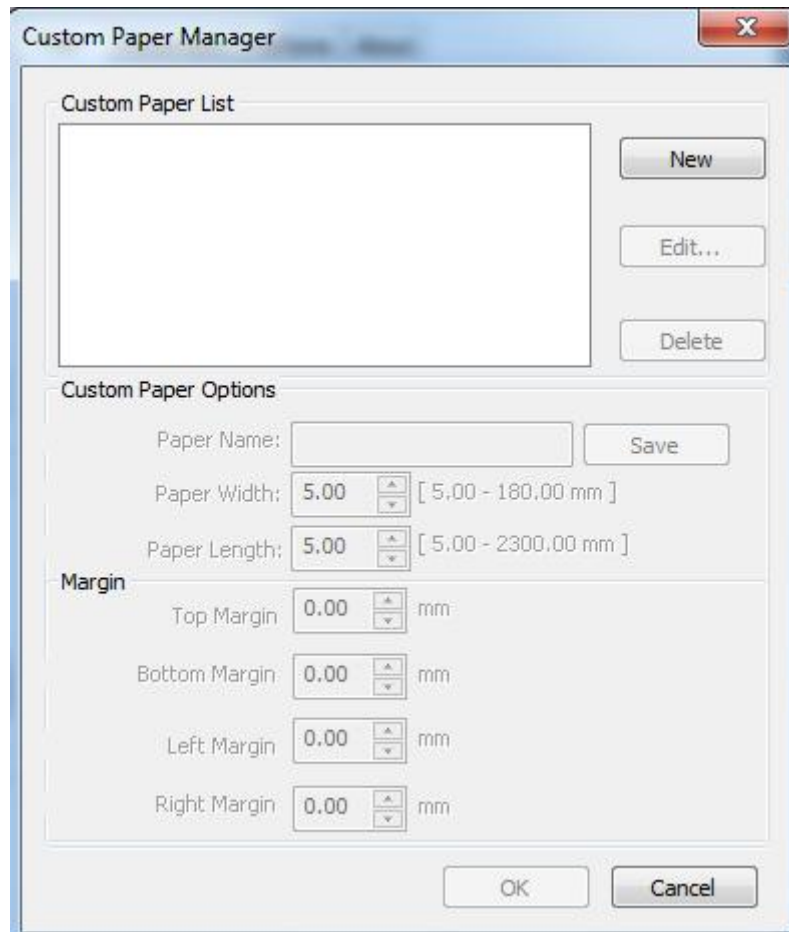 Custom Paper Manager
Custom Paper List
New
Edit...
Delete
Custom Paper Options
Paper Name: Save
Paper Width: 5.00 [ 5.00 - 180.00 mm ]
Paper Length: 5.00 [ 5.00 - 2300.00 mm ]
Margin
Top Margin 0.00 mm
Bottom Margin 0.00 mm
Left Margin 0.00 mm
Right Margin 0.00 mm
OK Cancel